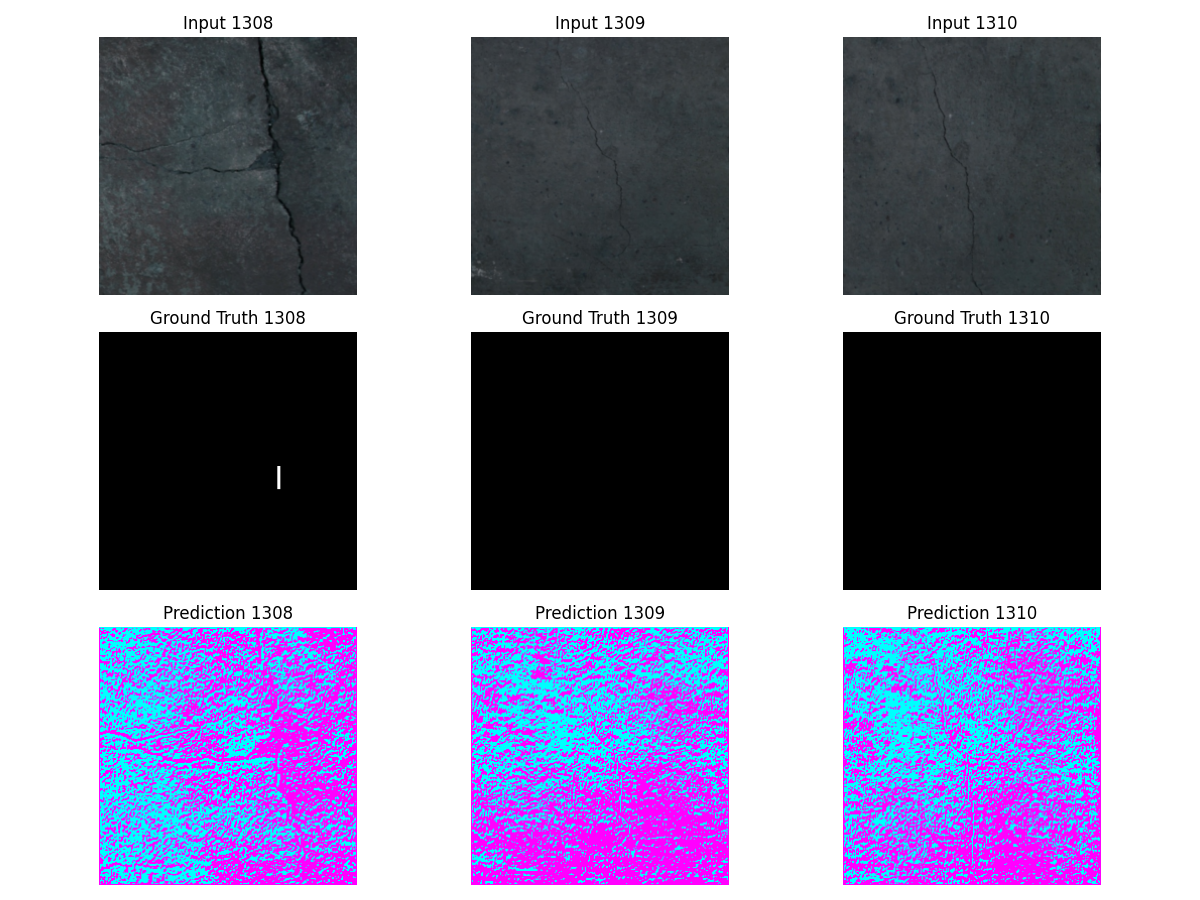 Input 1308
Input 1309
Input 1310
Ground Truth 1308
Ground Truth 1309
Ground Truth 1310
Prediction 1308
Prediction 1309
Prediction 1310